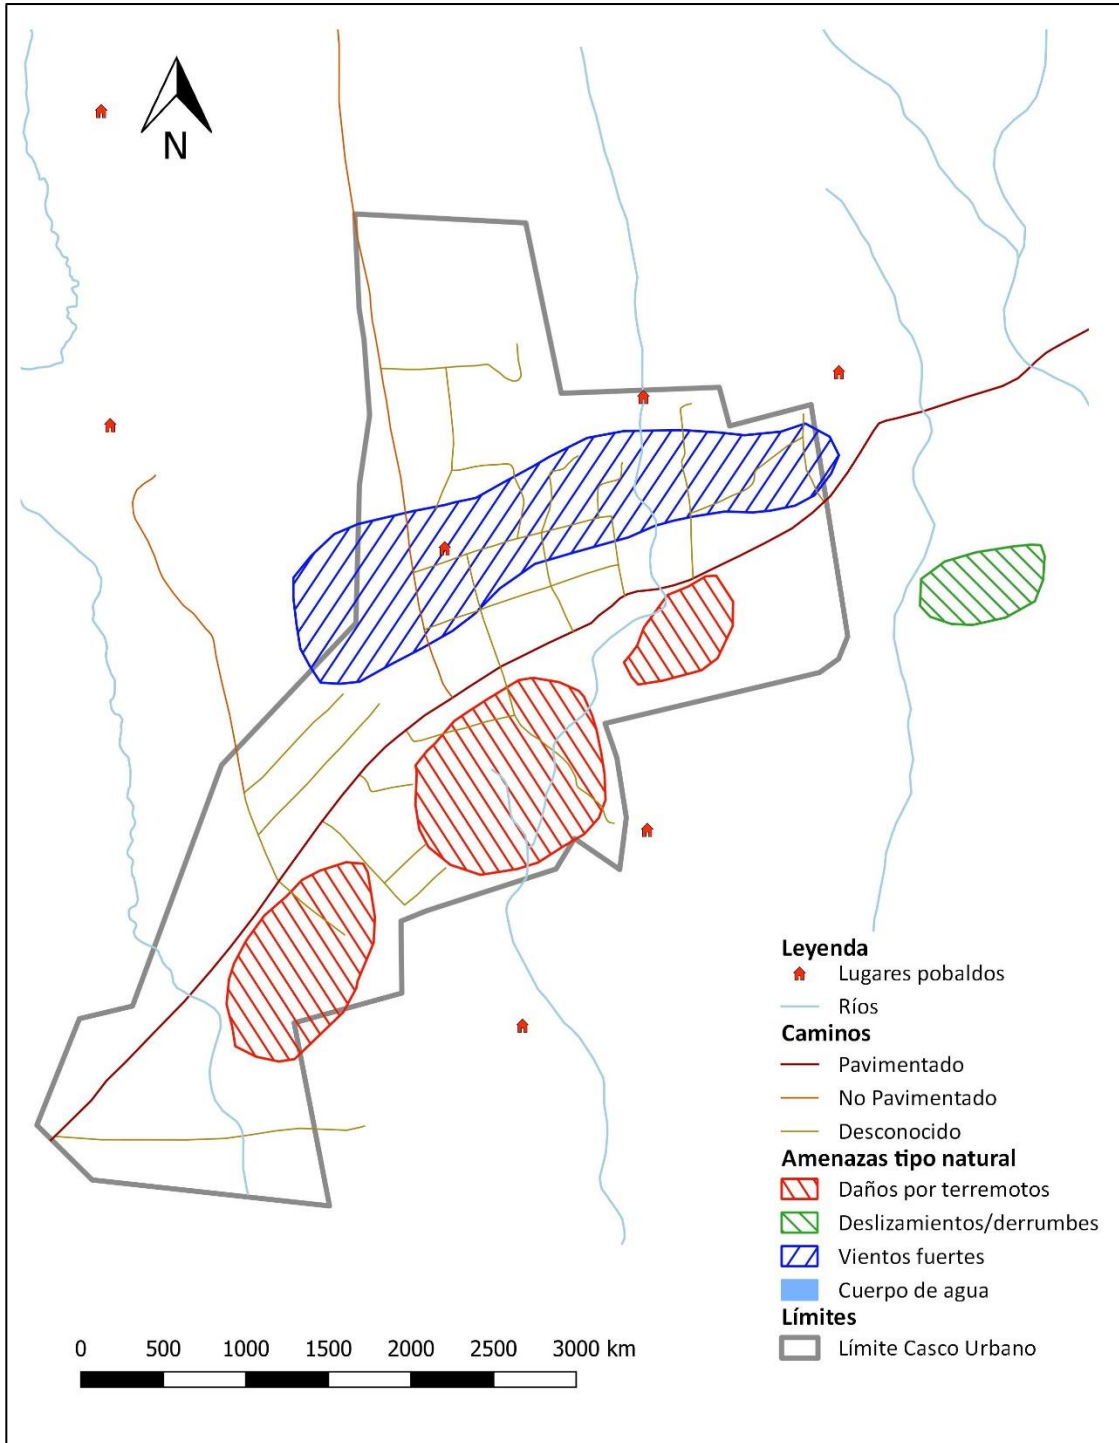 N
Leyenda
Lugares pobaldos
Ríos
Caminos
Pavimentado
No Pavimentado
Desconocido
Amenazas tipo natural
Daños por terremotos
Deslizamientos/derrumbes
Vientos fuertes
Cuerpo de agua
Límites
Límite Casco Urbano
0 500 1000 1500 2000 2500 3000 km